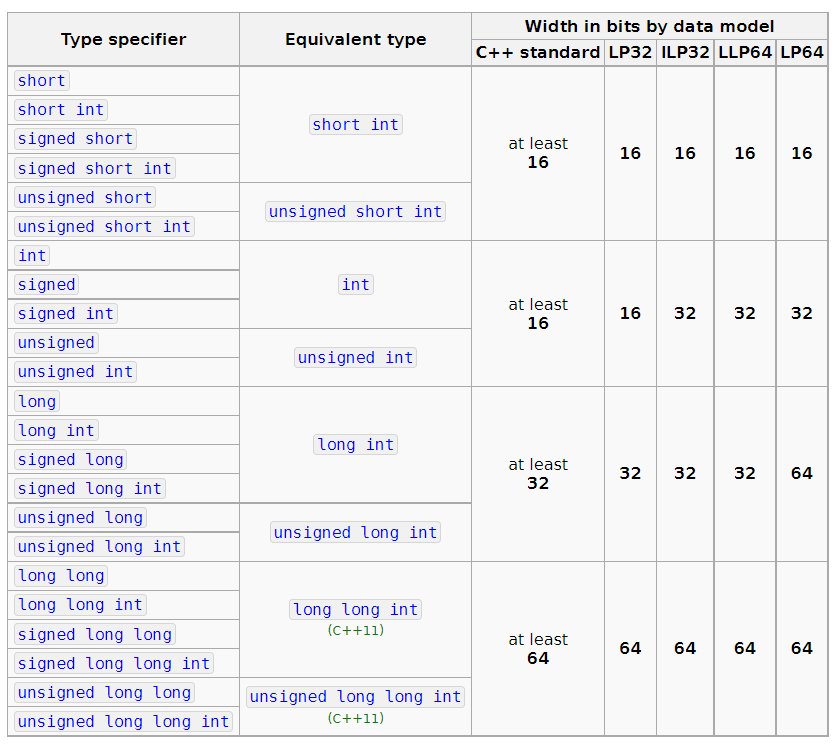 Type specifier
Equivalent type
Width in bits by data model
C++ standard LP32 ILP32 LLP64 LP64
short
short int
signed short
signed short int
short int
unsigned short
unsigned short int
unsigned short int
at least
16
16 16 16 16
int
signed
signed int
int
unsigned
unsigned int
unsigned int
at least
16
16 32 32 32
long
long int
signed long
signed long int
long int
unsigned long
unsigned long int
unsigned long int
at least
32
32 32 32 64
long long
long long int
signed long long
signed long long int
long long int
(C++11)
unsigned long long
unsigned long long int
unsigned long long int
(C++11)
at least
64
64 64 64 64